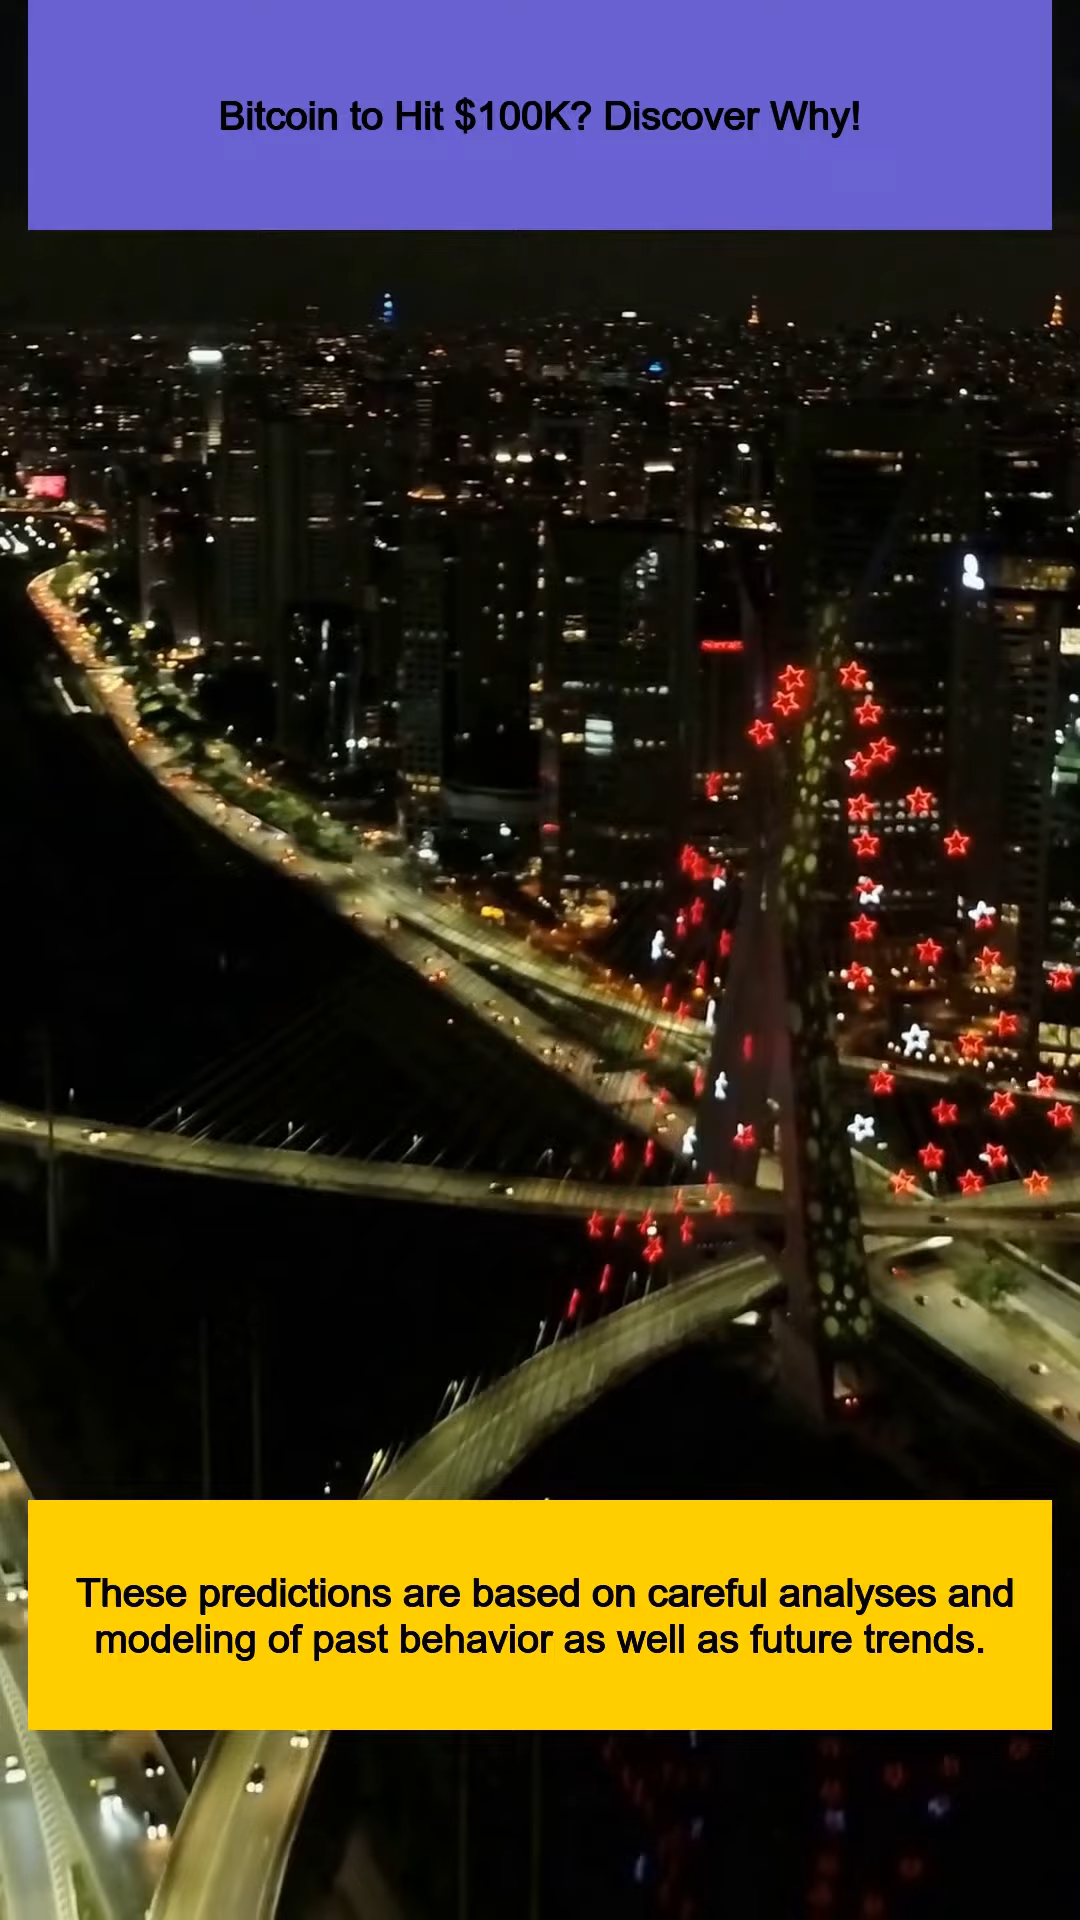 Bitcoin to Hit $100K? Discover Why!
These predictions are based on careful analyses and
modeling of past behavior as well as future trends.